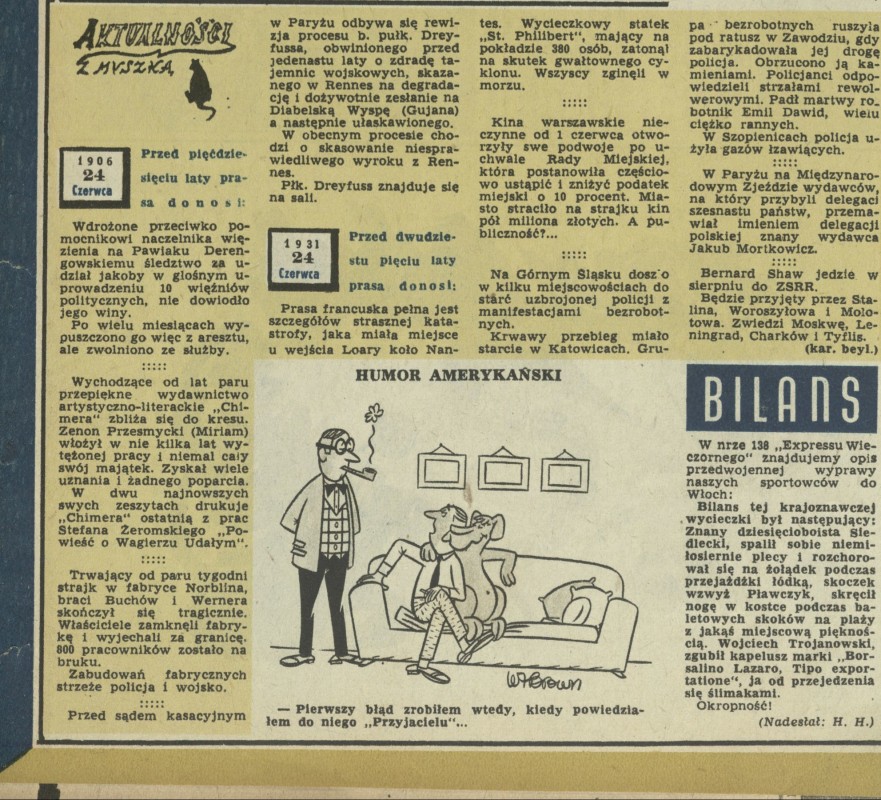 AKTUALNOŚCI
Z MYSZKĄ
1906
24
Czerwca
Przed pięćdzie-
sięciu laty pra-
sa donosi:
Wdrożone przeciwko po-
mocnikowi naczelnika wię-
zienia na Pawiaku Deren-
gowskiemu śledztwo za u-
dział jakoby w głośnym u-
prowadzeniu 10 więźniów
politycznych, nie dowiodło
jego winy.
Po wielu miesiącach wy-
puszczono go więc z aresztu,
ale zwolniono ze służby.
:::::
Wychodzące od lat paru
przepiękne wydawnictwo
artystyczno-literackie „Chi-
mera” zbliża się do kresu.
Zenon Przesmycki (Miriam)
włożył w nie kilka lat wy-
tężonej pracy i niemal cały
swój majątek. Zyskał wiele
uznania i żadnego poparcia.
W dwu najnowszych
swych zeszytach drukuje
„Chimera” ostatnią z prac
Stefana Żeromskiego „Po-
wieść o Wagierzu Udałym”.
:::::
Trwający od paru tygodni
strajk w fabryce Norblina,
braci Buchów i Wernera
skończył się tragicznie.
Właściciele zamknęli fabry-
kę i wyjechali za granicę.
800 pracowników zostało na
bruku.
Zabudowań fabrycznych
strzeże policja i wojsko.
:::::
Przed sądem kasacyjnym
w Paryżu odbywa się rewi-
zja procesu b. pułk. Drey-
fussa, obwinionego przed
jedenastu laty o zdradę ta-
jemnic wojskowych, skaza-
nego w Rennes na degrada-
cję i dożywotnie zesłanie na
Diabelską Wyspę (Gujana)
a następnie ułaskawionego.
W obecnym procesie cho-
dzi o skasowanie niespra-
wiedliwego wyroku z Ren-
nes.
Płk. Dreyfuss znajduje się
na sali.
1931
24
Czerwca
Przed dwudzie-
stu pięciu laty
prasa donosi:
Prasa francuska pełna jest
szczegółów strasznej kata-
strofy, jaka miała miejsce
u wejścia Loary koło Nan-
tes. Wycieczkowy statek
„St. Philibert”, mający na
pokładzie 380 osób, zatonął
na skutek gwałtownego cy-
klonu. Wszyscy zginęli w
morzu.
:::::
Kina warszawskie nie-
czynne od 1 czerwca otwo-
rzyły swe podwoje po u-
chwale Rady Miejskiej,
która postanowiła częścio-
wo ustąpić i zniżyć podatek
miejski o 10 procent. Mia-
sto straciło na strajku kin
pół miliona złotych. A pu-
bliczność?...
:::::
Na Górnym Śląsku doszło
w kilku miejscowościach do
starć uzbrojonej policji z
manifestacjami bezrobot-
nych.
Krwawy przebieg miało
starcie w Katowicach. Gru-
pa bezrobotnych ruszyła
pod ratusz w Zawodziu, gdy
zabarykadowała jej drogę
policja. Obrzucono ją ka-
mieniami. Policjanci odpo-
wiedzieli strzałami rewol-
werowymi. Padł martwy ro-
botnik Emil Dawid, wielu
ciężko rannych.
W Szopienicach policja u-
żyła gazów łzawiących.
:::::
W Paryżu na Międzynaro-
dowym Zjeździe wydawców,
na który przybyli delegaci
szesnastu państw, przema-
wiał imieniem delegacji
polskiej znany wydawca
Jakub Mortkowicz.
:::::
Bernard Shaw jedzie w
sierpniu do ZSRR.
Będzie przyjęty przez Sta-
lina, Woroszyłowa i Moło-
towa. Zwiedzi Moskwę, Le-
ningrad, Charków i Tyflis.
(kar. beyl.)
HUMOR AMERYKAŃSKI
WFBrown
— Pierwszy błąd zrobiłem wtedy, kiedy powiedzia-
łem do niego „Przyjacielu”...
BILANS
W nrze 138 „Expressu Wie-
czornego” znajdujemy opis
przedwojennej wyprawy
naszych sportowców do
Włoch:
Bilans tej krajoznawczej
wycieczki był następujący:
Znany dziesięcioboista Sie-
dlecki, spalił sobie niemi-
łosiernie plecy i rozchoro-
wał się na żołądek podczas
przejażdżki łódką, skoczek
wzwyż Pławczyk, skręcił
nogę w kostce podczas ba-
letowych skoków na plaży
z jakąś miejscową pięknoś-
cią. Wojciech Trojanowski,
zgubił kapelusz marki „Bor-
salino Lazaro, Tipo expor-
tatione”, ja od przejedzenia
się ślimakami.
Okropność!
(Nadesłał: H. H.)